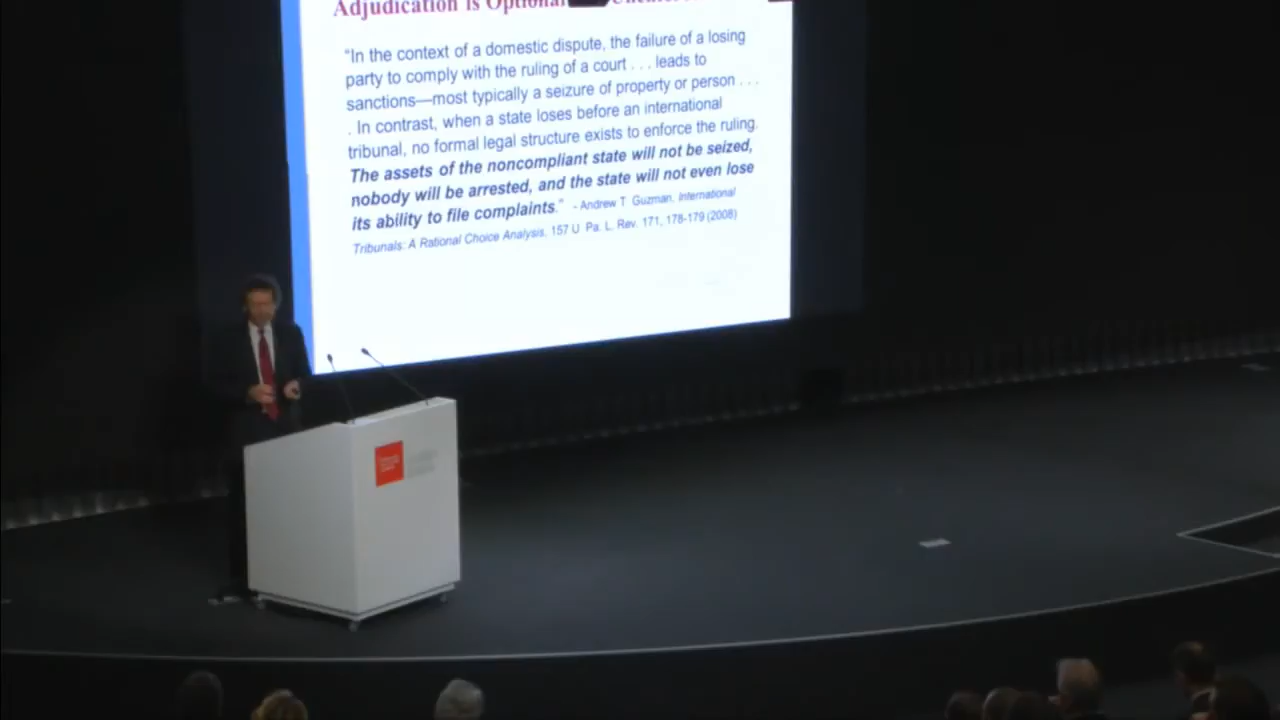 Adjudication is Optional
“In the context of a domestic dispute, the failure of a losing
party to comply with the ruling of a court . . . leads to
sanctions—most typically a seizure of property or person . . .
. In contrast, when a state loses before an international
tribunal, no formal legal structure exists to enforce the ruling.
The assets of the noncompliant state will not be seized,
nobody will be arrested, and the state will not even lose
its ability to file complaints.” - Andrew T. Guzman, International
Tribunals: A Rational Choice Analysis, 157 U. Pa. L. Rev. 171, 178-179 (2008)